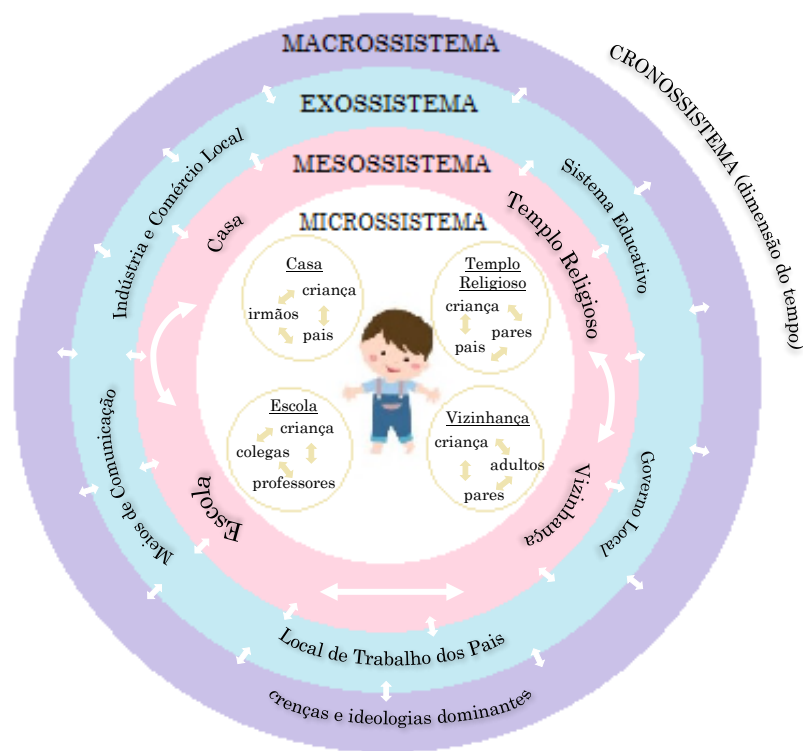 MACROSSISTEMA
CRONOSSISTEMA (dimensão do tempo)
EXOSSISTEMA
Indústria e Comércio Local
Sistema Educativo
MESOSSISTEMA
Casa
Templo Religioso
MICROSSISTEMA
Casa
criança
irmãos
pais
Templo
Religioso
criança
pares
pais
Escola
criança
colegas
professores
Vizinhança
criança
adultos
pares
Meios de Comunicação
Escola
Vizinhança
Governo Local
Local de Trabalho dos Pais
crenças e ideologias dominantes